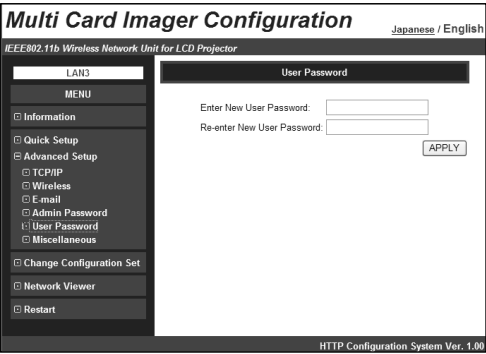 Multi Card Imager Configuration
Japanese / English
IEEE802.11b Wireless Network Unit for LCD Projector
LAN3
MENU
Information
Quick Setup
Advanced Setup
TCP/IP
Wireless
E-mail
Admin Password
User Password
Miscellaneous
Change Configuration Set
Network Viewer
Restart
User Password
Enter New User Password:
Re-enter New User Password:
APPLY
HTTP Configuration System Ver. 1.00